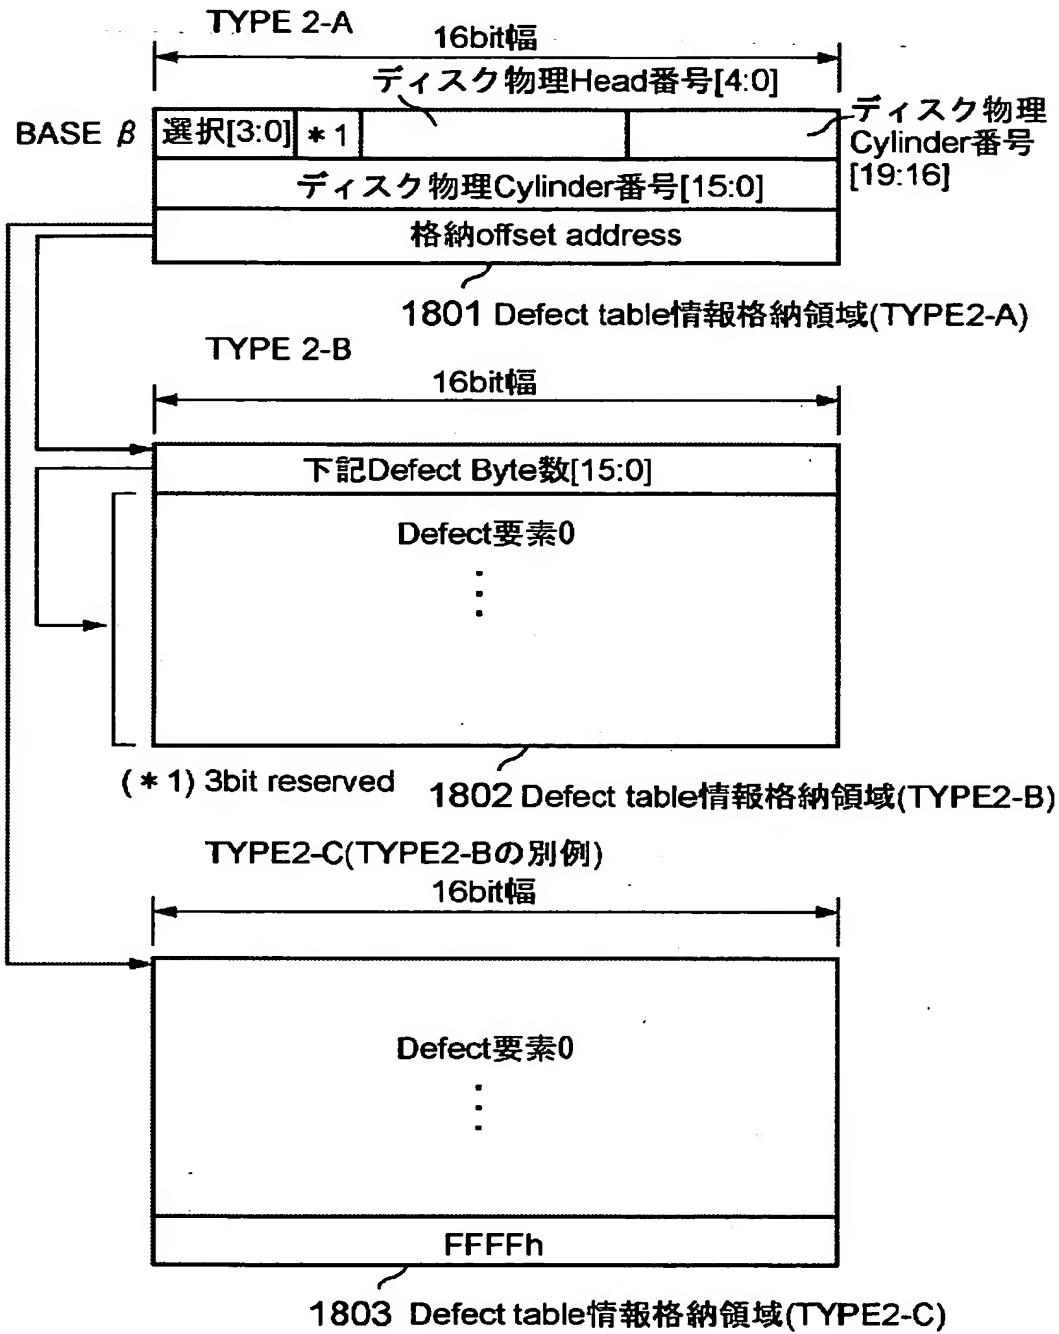 TYPE 2-A
16bit幅
ディスク物理Head番号[4:0]
BASE β
選択[3:0]
＊1
ディスク物理
Cylinder番号
[19:16]
ディスク物理Cylinder番号[15:0]
格納offset address
1801 Defect table情報格納領域(TYPE2-A)
TYPE 2-B
16bit幅
下記Defect Byte数[15:0]
Defect要素0
(＊1) 3bit reserved
1802 Defect table情報格納領域(TYPE2-B)
TYPE2-C(TYPE2-Bの別例)
16bit幅
Defect要素0
FFFFh
1803 Defect table情報格納領域(TYPE2-C)